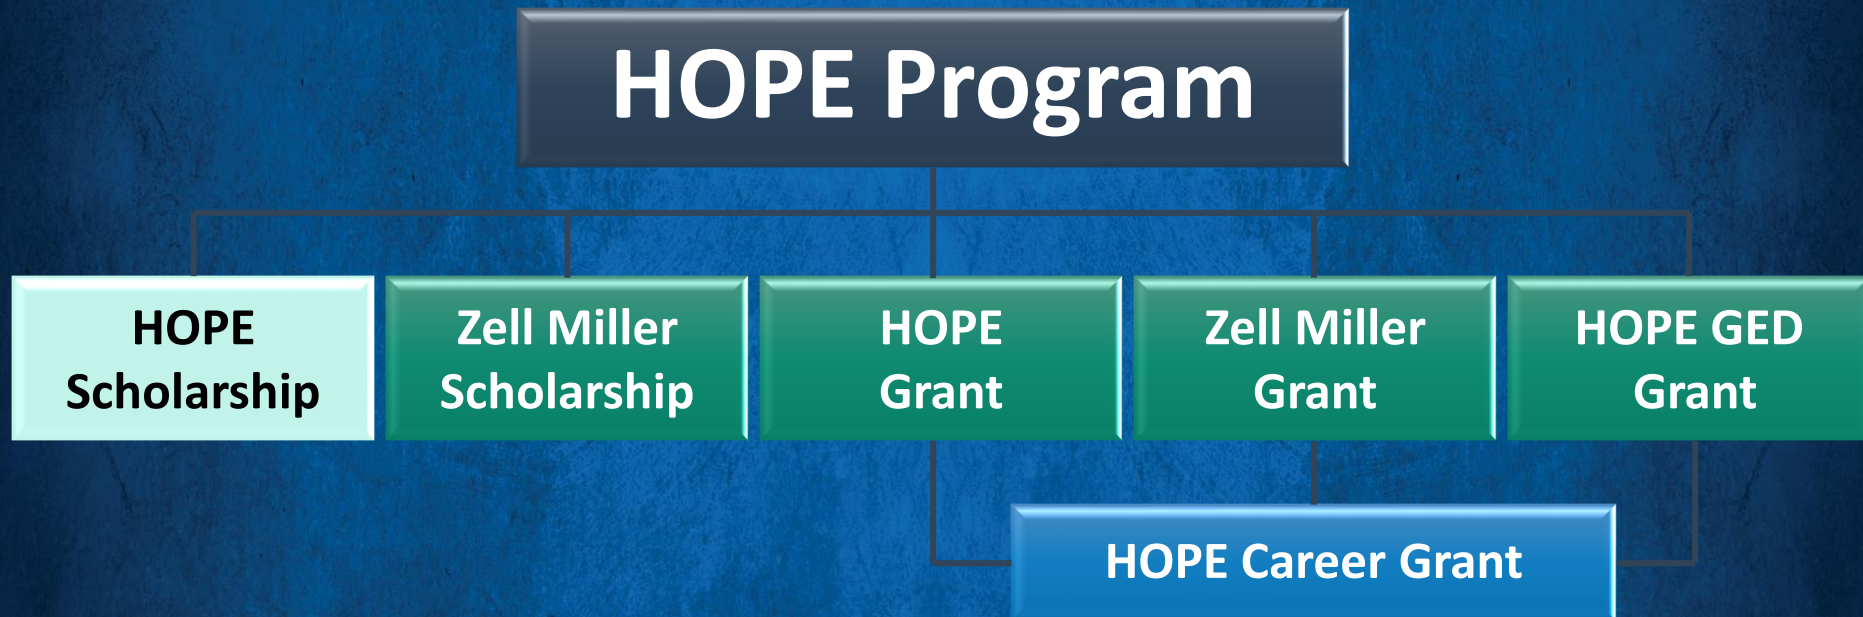 HOPE Program
HOPE
Scholarship
Zell Miller
Scholarship
HOPE
Grant
Zell Miller
Grant
HOPE GED
Grant
HOPE Career Grant